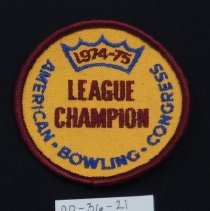 1974-75
LEAGUE
CHAMPION
AMERICAN · BOWLING · CONGRESS